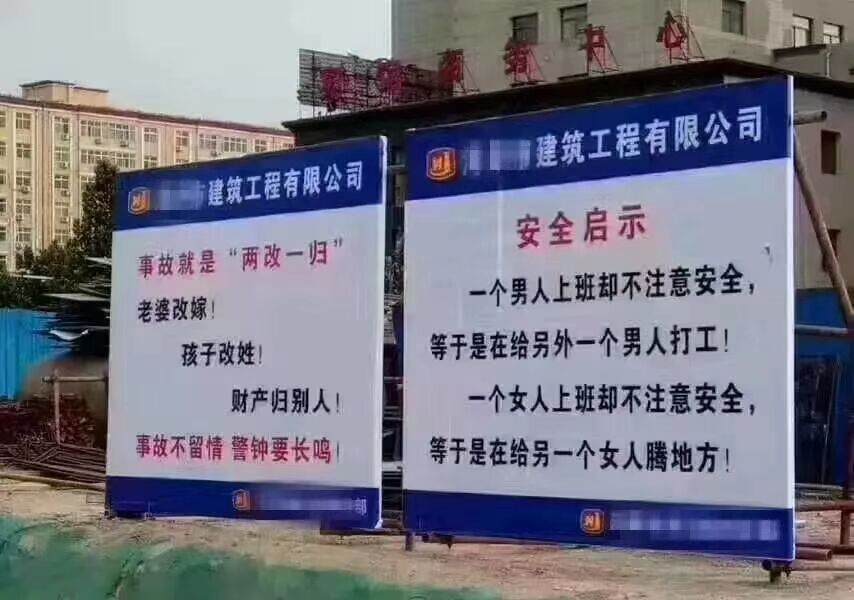 建筑工程有限公司
事故就是“两改一归”
老婆改嫁!
孩子改姓!
财产归别人!
事故不留情 警钟要长鸣!
部
建筑工程有限公司
安全启示
一个男人上班却不注意安全,
等于是在给另外一个男人打工!
一个女人上班却不注意安全,
等于是在给另一个女人腾地方!
中心